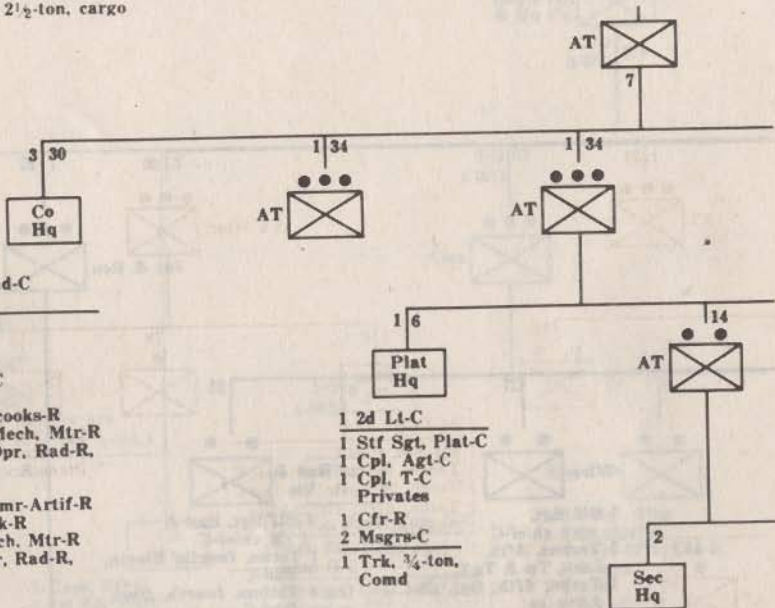 2½-ton, cargo
AT
7
3 30
1 34
1 34
Co
Hq
AT
AT
d-C
1 6
14
Plat
Hq
AT
C
cooks-R
Mech, Mtr-R
Opr, Rad-R,
mr-Artif-R
k-R
ch, Mtr-R
r, Rad-R,
1 2d Lt-C
1 Stf Sgt, Plat-C
1 Cpl, Agt-C
1 Cpl, T-C
Privates
1 Cfr-R
2 Msgrs-C
1 Trk, ¾-ton,
Comd
2
Sec
Hq